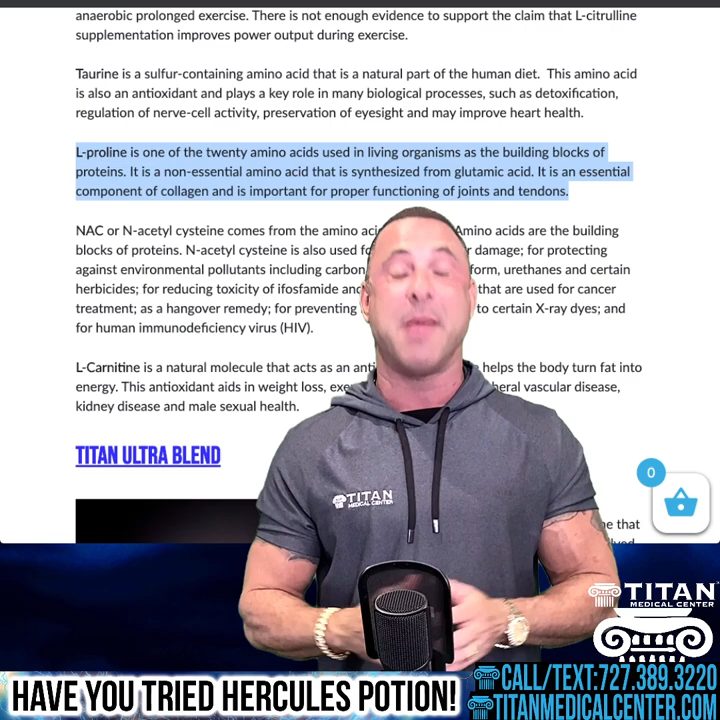 anaerobic prolonged exercise. There is not enough evidence to support the claim that L-citrulline
supplementation improves power output during exercise.
Taurine is a sulfur-containing amino acid that is a natural part of the human diet.  This amino acid
is also an antioxidant and plays a key role in many biological processes, such as detoxification,
regulation of nerve-cell activity, preservation of eyesight and may improve heart health.
L-proline is one of the twenty amino acids used in living organisms as the building blocks of
proteins. It is a non-essential amino acid that is synthesized from glutamic acid. It is an essential
component of collagen and is important for proper functioning of joints and tendons.
NAC or N-acetyl cysteine comes from the amino Amino acids are the building
blocks of proteins. N-acetyl cysteine is also used damage; for protecting
against environmental pollutants including carbon urethanes and certain
herbicides; for reducing toxicity of ifosfamide that are used for cancer
treatment; as a hangover remedy; for preventing to certain X-ray dyes; and
for human immunodeficiency virus (HIV).
L-Carnitine is a natural molecule that acts as an helps the body turn fat into
energy. This antioxidant aids in weight loss, vascular disease,
kidney disease and male sexual health.
TITAN ULTRA BLEND
0
that
TITAN
MEDICAL CENTER
TITAN
MEDICAL CENTER
HAVE YOU TRIED HERCULES POTION!
CALL/TEXT:727.389.3220
TITANMEDICALCENTER.COM